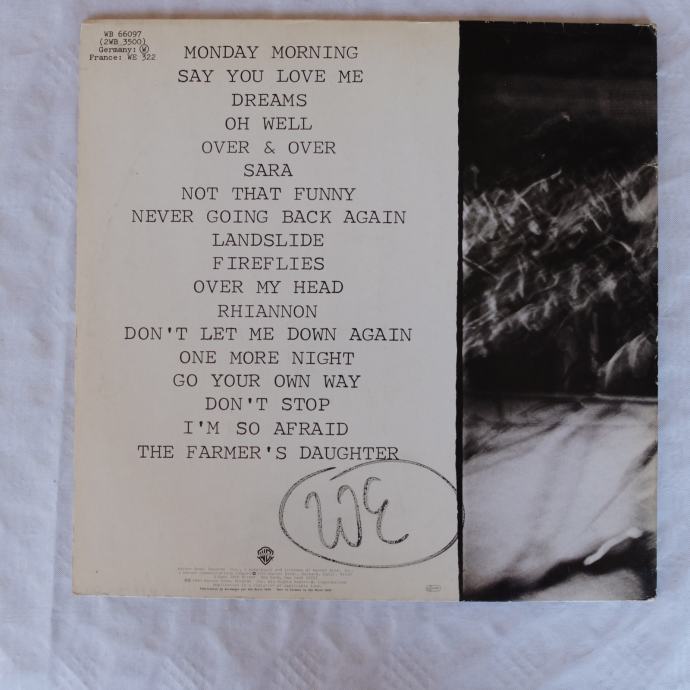 WB 66097
(2WB 3500)
Germany: W
France: WE 322
MONDAY MORNING
SAY YOU LOVE ME
DREAMS
OH WELL
OVER & OVER
SARA
NOT THAT FUNNY
NEVER GOING BACK AGAIN
LANDSLIDE
FIREFLIES
OVER MY HEAD
RHIANNON
DON'T LET ME DOWN AGAIN
ONE MORE NIGHT
GO YOUR OWN WAY
DON'T STOP
I'M SO AFRAID
THE FARMER'S DAUGHTER
WE